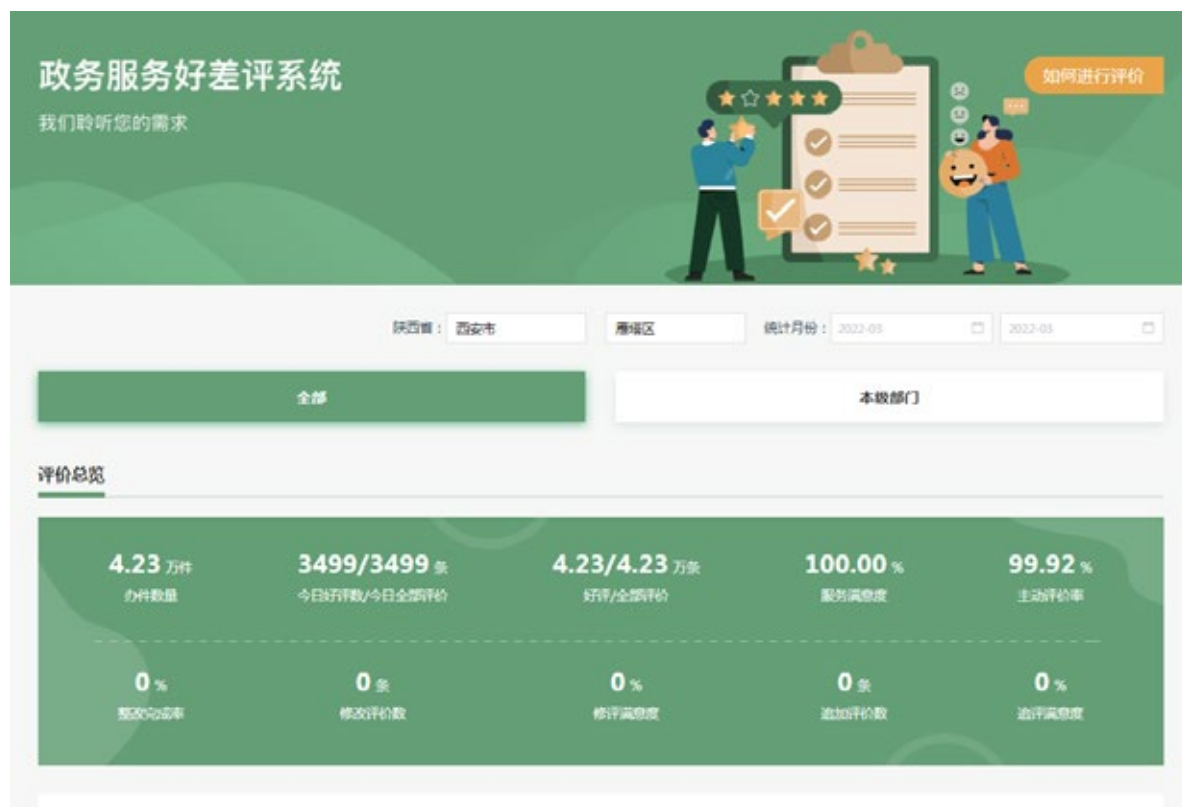 政务服务好差评系统
如何进行评价
我们聆听您的需求
陕西省： 西安市 雁塔区 统计月份： 2022-03 2022-03
全部 本级部门
评价总览
4.23 万件 3499/3499 条 4.23/4.23 万条 100.00 % 99.92 %
办件数量 今日好评数/今日全部评价 好评/全部评价 服务满意度 主动评价率
0 % 0 条 0 % 0 条 0 %
整改完成率 修改评价数 修评满意度 追加评价数 追评满意度